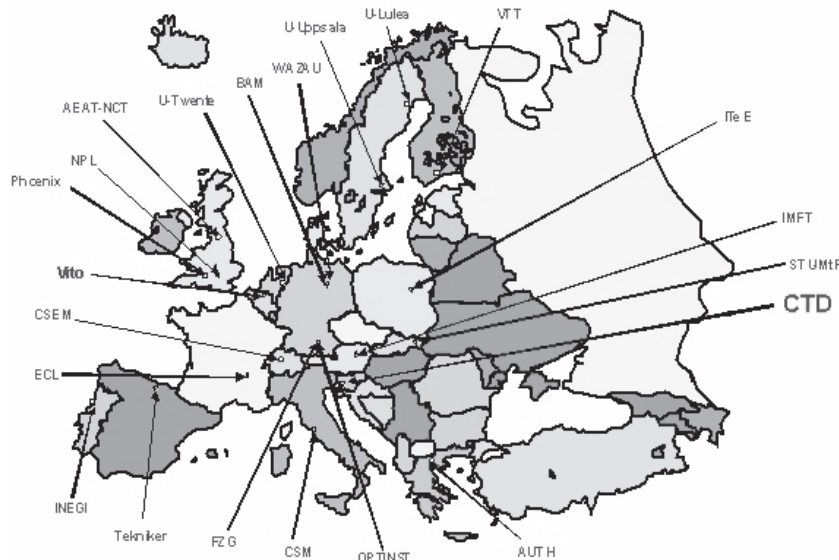 U-Lulea
VTT
U-Uppsala
WAZAU
BAM
U-Twente
AEAT-NCT
ITeE
NPL
Phoenix
IMFT
Vito
STUMtF
CTD
CSEM
ECL
INEGI
Tekniker
FZG
CSM
OPTINST
AUTH